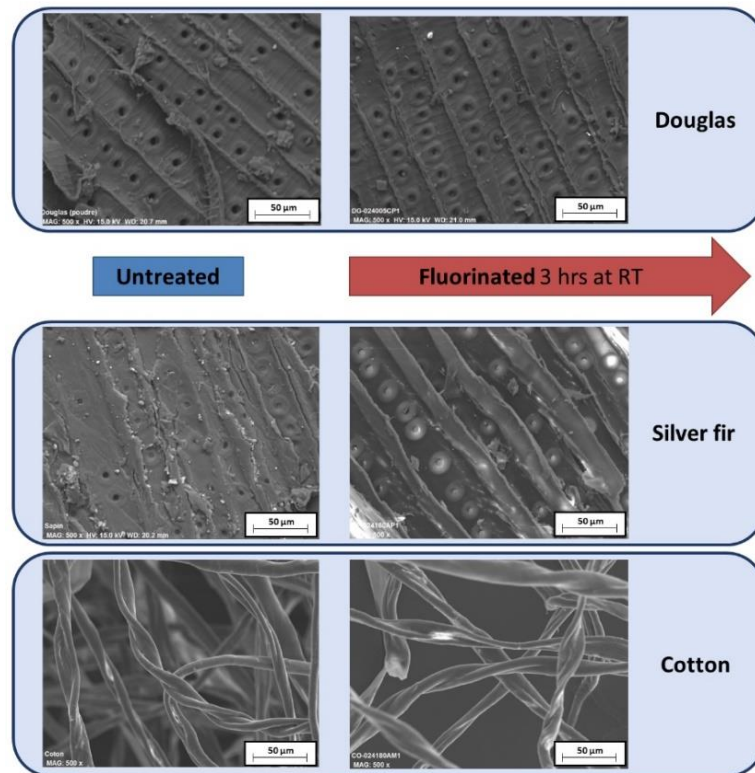 Douglas (poudre)
MAG: 500 x HV: 15.0 kV WD: 20.7 mm
50 µm
DG-024005CP1
MAG: 500 x HV: 15.0 kV WD: 21.0 mm
50 µm
Douglas
Untreated
Fluorinated 3 hrs at RT
Sapin
MAG: 500 x HV: 15.0 kV WD: 20.2 mm
50 µm
50 µm
Silver fir
Coton
MAG: 500 x
50 µm
CO-024180AM1
MAG: 500 x
50 µm
Cotton